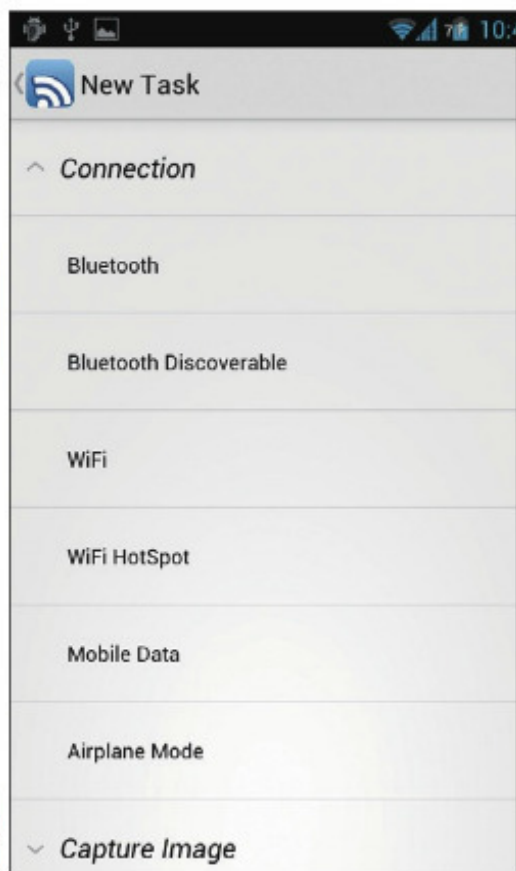 New Task
Connection
Bluetooth
Bluetooth Discoverable
WiFi
WiFi HotSpot
Mobile Data
Airplane Mode
Capture Image